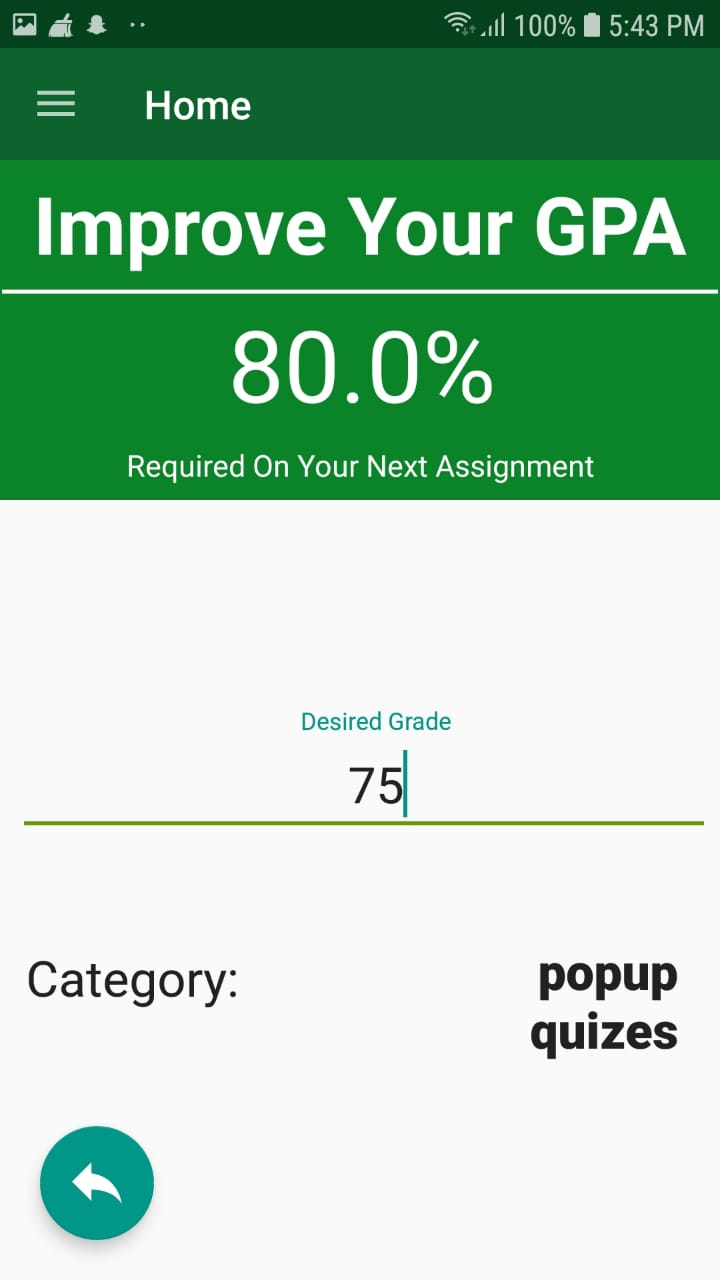 100% 5:43 PM
Home
Improve Your GPA
80.0%
Required On Your Next Assignment
Desired Grade
75
Category:
popup
quizes